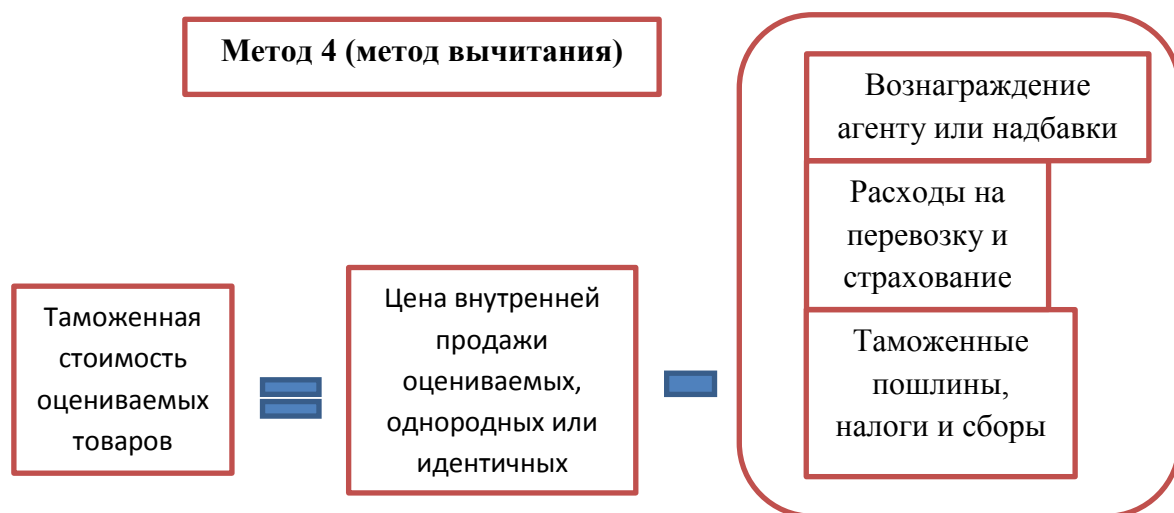 Метод 4 (метод вычитания)
Таможенная
стоимость
оцениваемых
товаров
Цена внутренней
продажи
оцениваемых,
однородных или
идентичных
Вознаграждение
агенту или надбавки
Расходы на
перевозку и
страхование
Таможенные
пошлины,
налоги и сборы